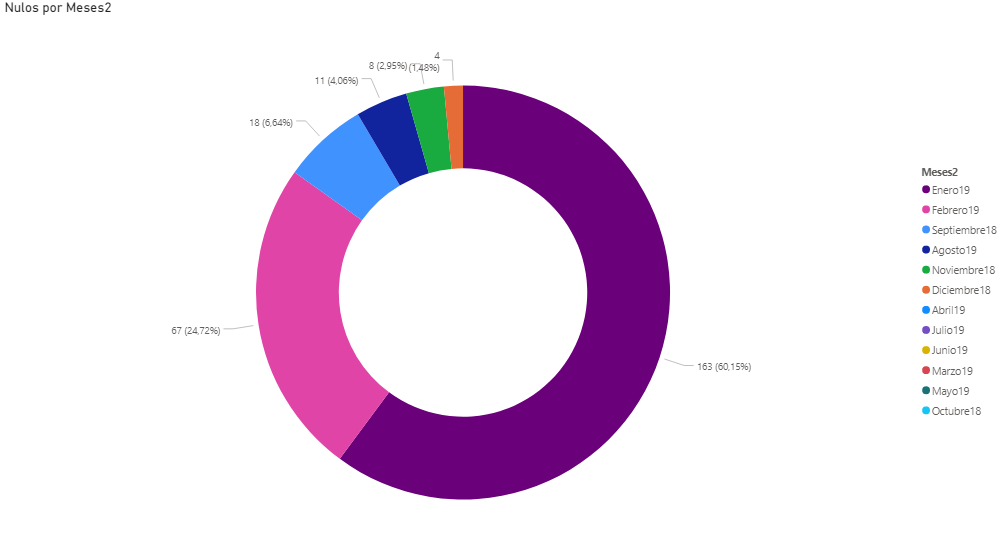 Nulos por Meses2
4
(1,48%)
8 (2,95%)
11 (4,06%)
18 (6,64%)
67 (24,72%)
163 (60,15%)
Meses2
Enero19
Febrero19
Septiembre18
Agosto19
Noviembre18
Diciembre18
Abril19
Julio19
Junio19
Marzo19
Mayo19
Octubre18